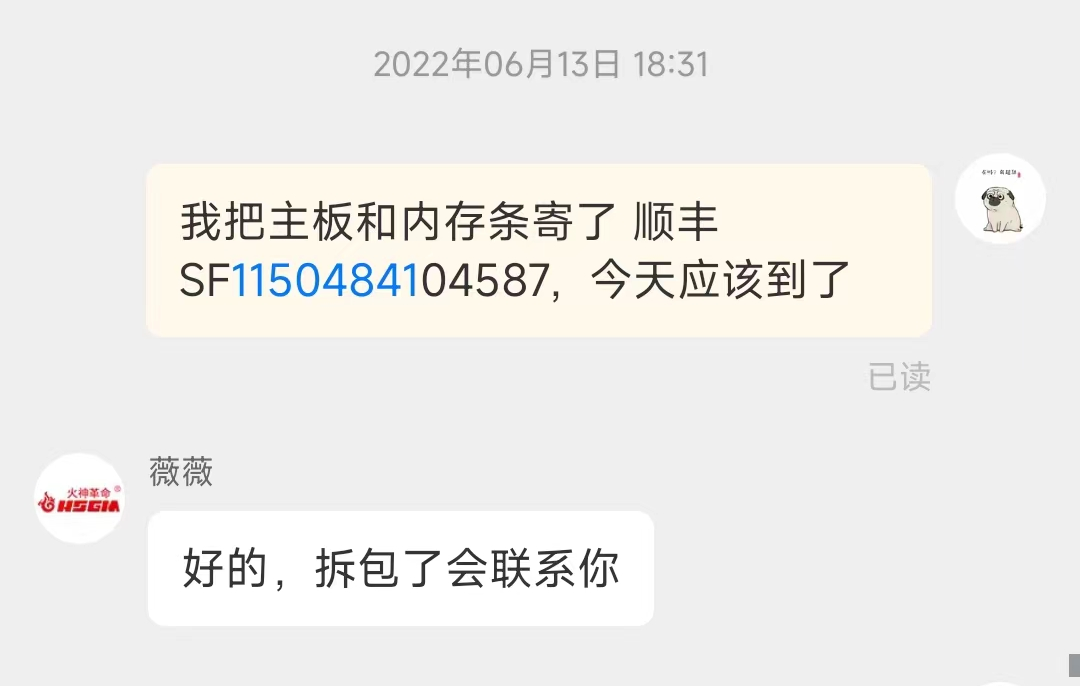 2022年06月13日 18:31
我把主板和内存条寄了 顺丰
SF1150484104587，今天应该到了
已读
薇薇
火神革命®
HSGM
好的，拆包了会联系你